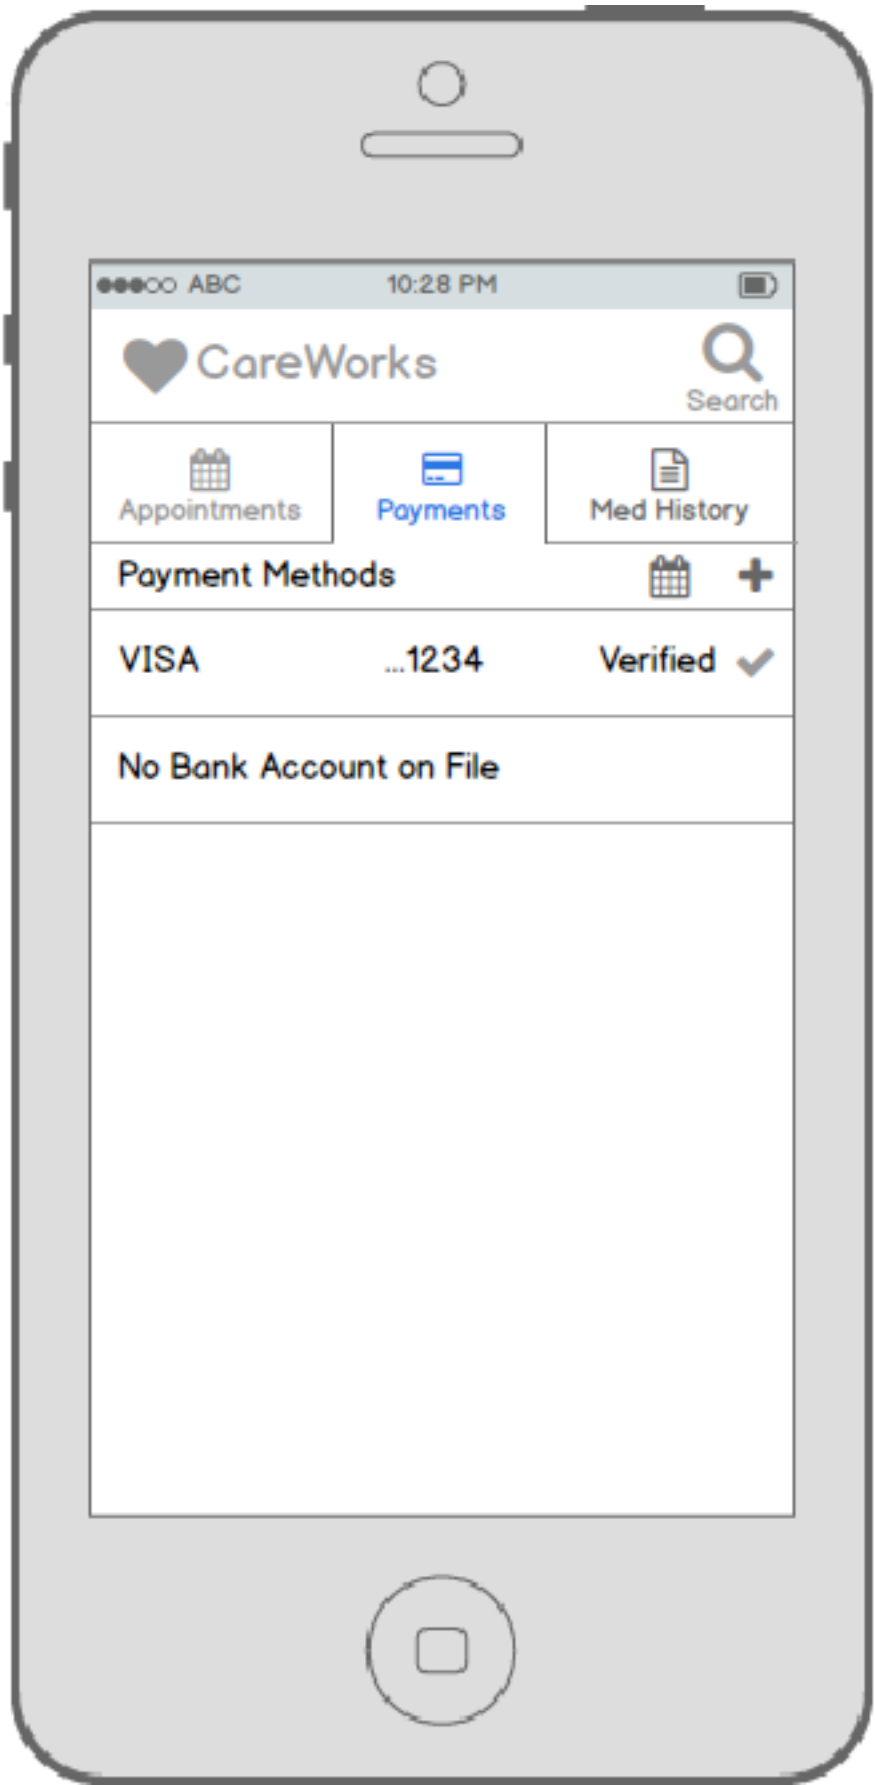 ABC 10:28 PM
CareWorks
Search
Appointments Payments Med History
Payment Methods
VISA ...1234 Verified
No Bank Account on File